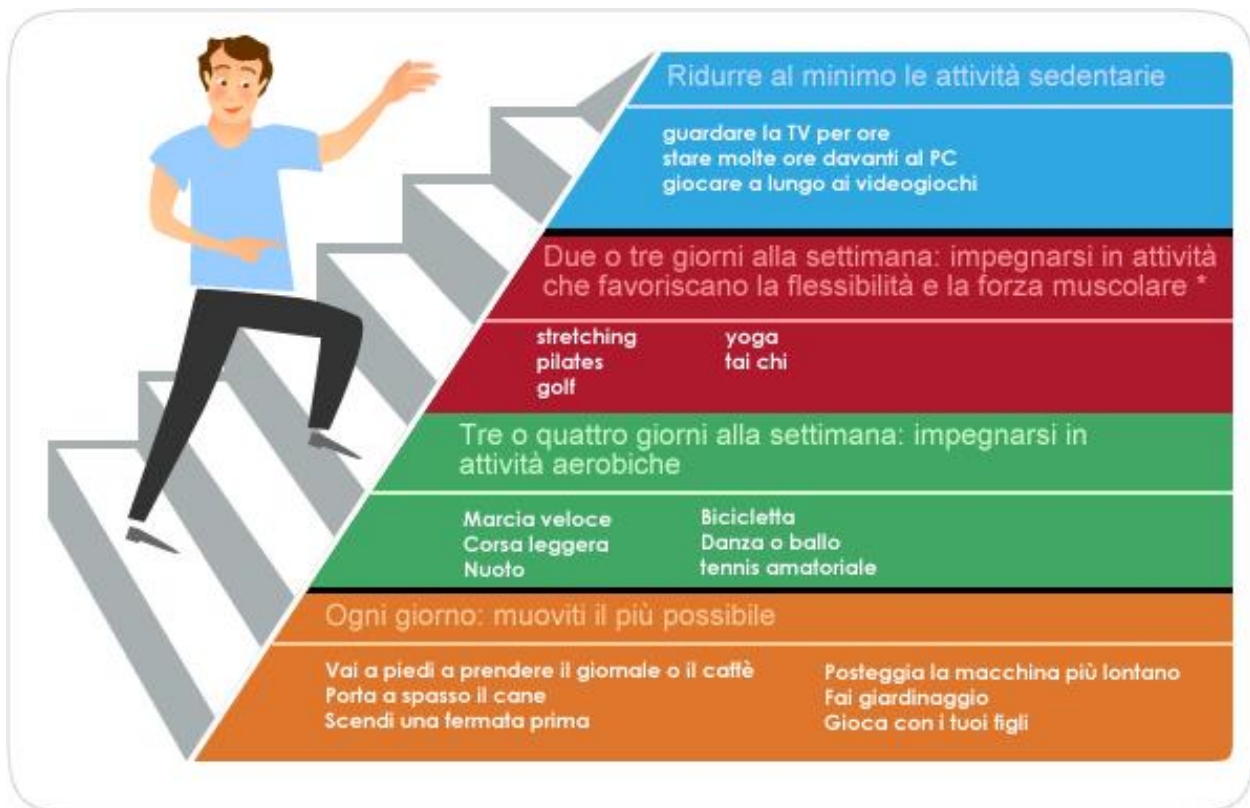 Ridurre al minimo le attività sedentarie
guardare la TV per ore
stare molte ore davanti al PC
giocare a lungo ai videogiochi
Due o tre giorni alla settimana: impegnarsi in attività
che favoriscano la flessibilità e la forza muscolare *
stretching
pilates
golf
yoga
tai chi
Tre o quattro giorni alla settimana: impegnarsi in
attività aerobiche
Marcia veloce
Corsa leggera
Nuoto
Bicicletta
Danza o ballo
tennis amatoriale
Ogni giorno: muoviti il più possibile
Vai a piedi a prendere il giornale o il caffè
Porta a spasso il cane
Scendi una fermata prima
Posteggia la macchina più lontano
Fai giardinaggio
Gioca con i tuoi figli